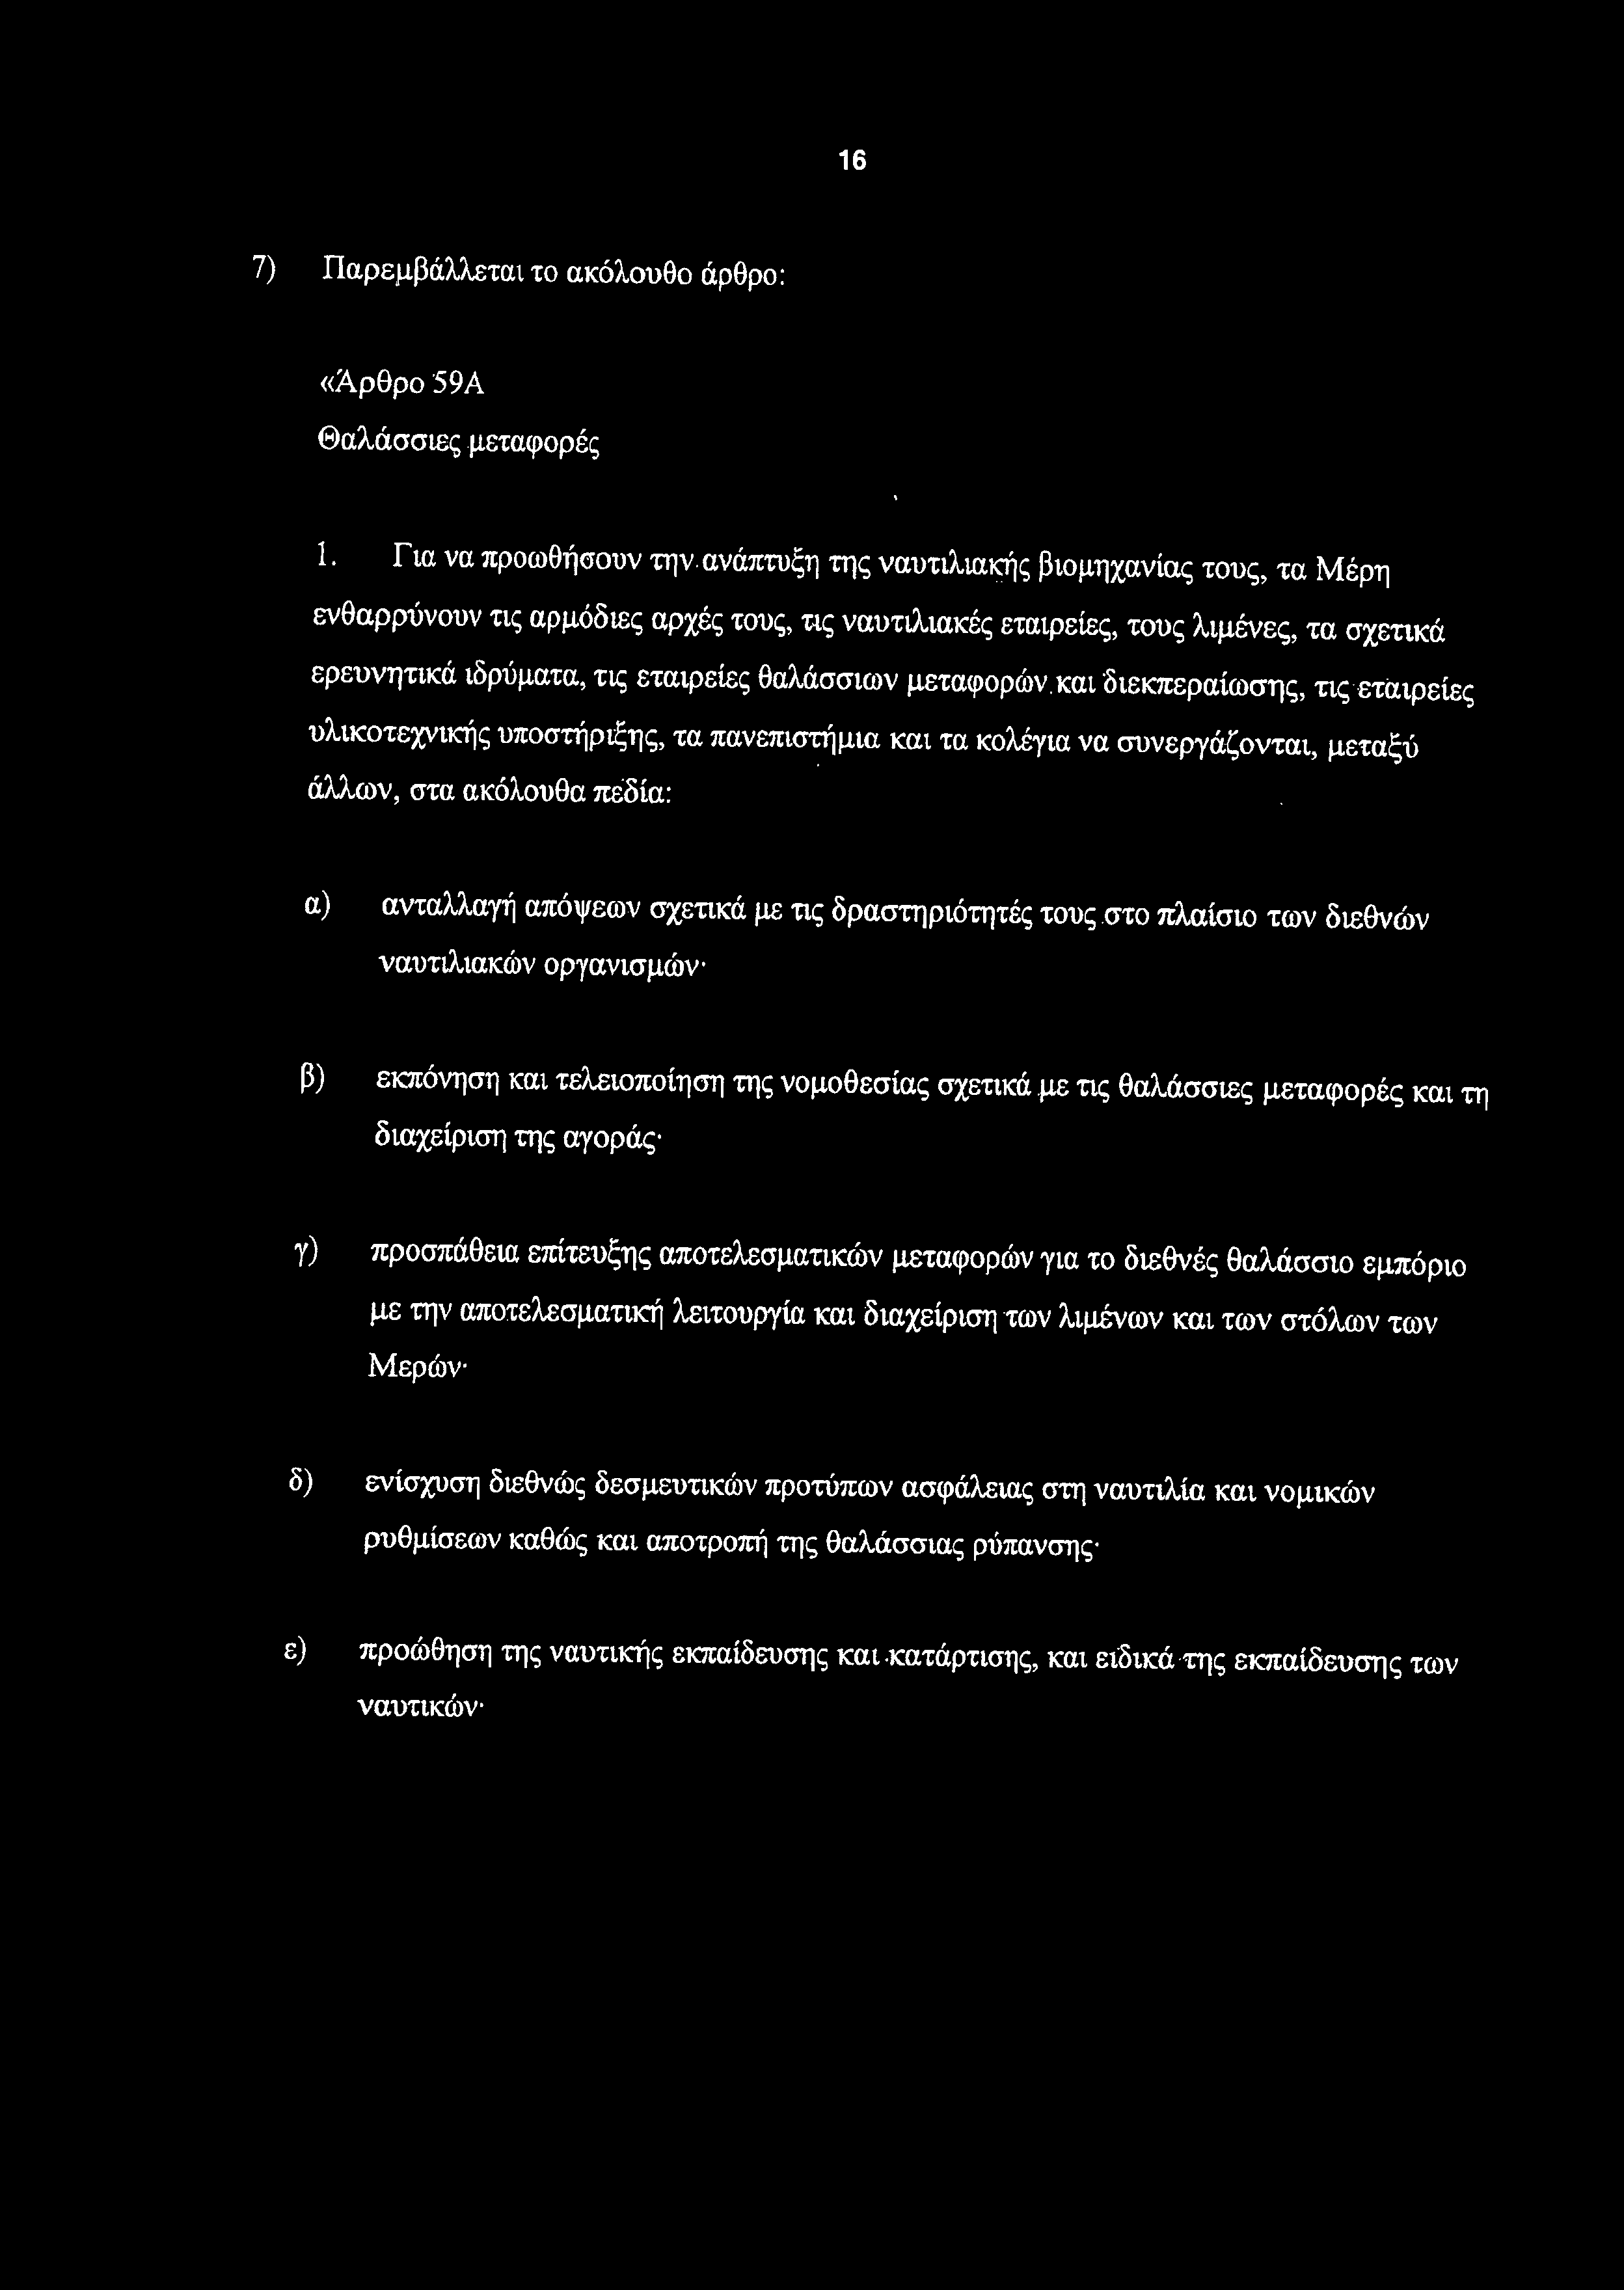 16
7) Παρεμβάλλεται το ακόλουθο άρθρο:
«Άρθρο 59Α
Θαλάσσιες μεταφορές
1. Για να προωθήσουν την ανάπτυξη της ναυτιλιακής βιομηχανίας τους, τα Μέρη
ενθαρρύνουν τις αρμόδιες αρχές τους, τις ναυτιλιακές εταιρείες, τους λιμένες, τα σχετικά
ερευνητικά ιδρύματα, τις εταιρείες θαλάσσιων μεταφορών και διεκπεραίωσης, τις εταιρείες
υλικοτεχνικής υποστήριξης, τα πανεπιστήμια και τα κολέγια να συνεργάζονται, μεταξύ
άλλων, στα ακόλουθα πεδία:
α) ανταλλαγή απόψεων σχετικά με τις δραστηριότητές τους στο πλαίσιο των διεθνών
ναυτιλιακών οργανισμών·
β) εκπόνηση και τελειοποίηση της νομοθεσίας σχετικά με τις θαλάσσιες μεταφορές και τη
διαχείριση της αγοράς·
γ) προσπάθεια επίτευξης αποτελεσματικών μεταφορών για το διεθνές θαλάσσιο εμπόριο
με την αποτελεσματική λειτουργία και διαχείριση των λιμένων και των στόλων των
Μερών·
δ) ενίσχυση διεθνώς δεσμευτικών προτύπων ασφάλειας στη ναυτιλία και νομικών
ρυθμίσεων καθώς και αποτροπή της θαλάσσιας ρύπανσης·
ε) προώθηση της ναυτικής εκπαίδευσης και κατάρτισης, και ειδικά της εκπαίδευσης των
ναυτικών·